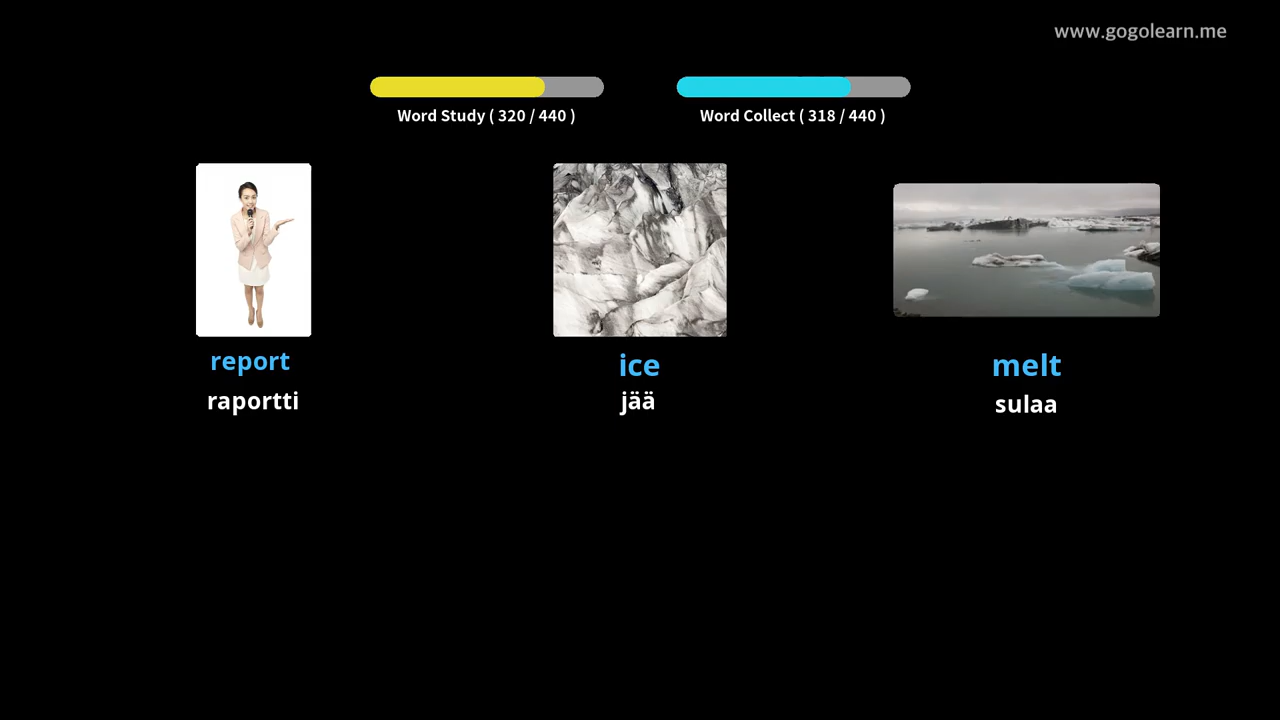 www.gogolearn.me
Word Study ( 320 / 440 )
Word Collect ( 318 / 440 )
report
ice
melt
raportti
jää
sulaa